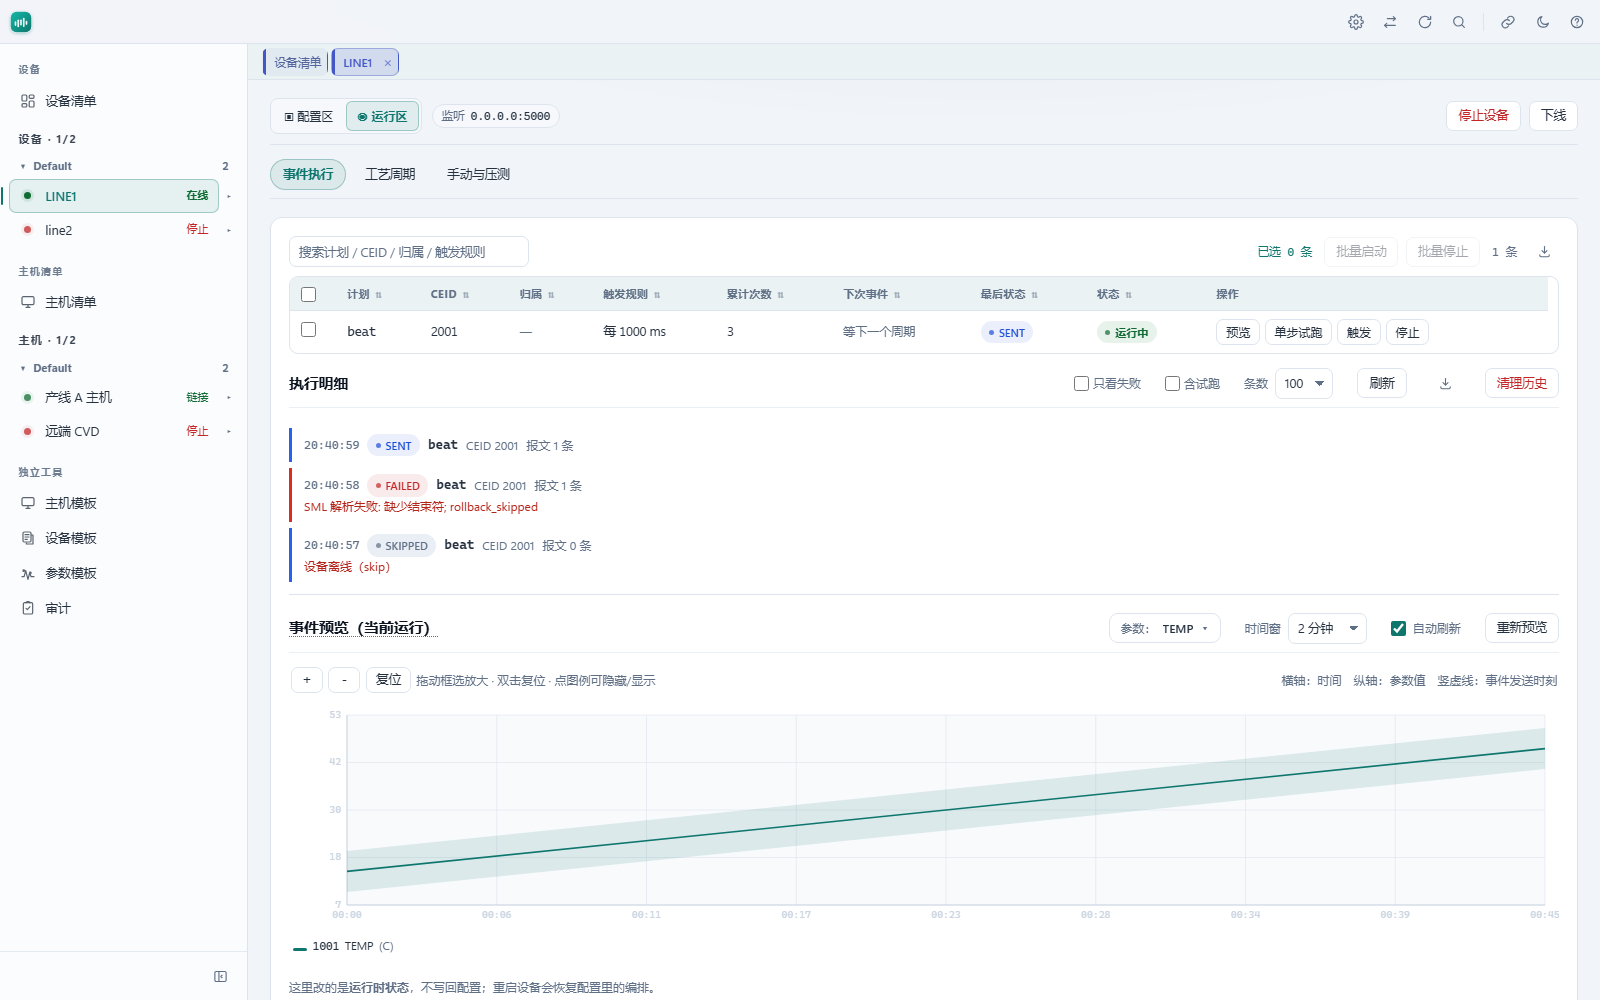 设备
设备清单
设备 · 1/2
Default 2
LINE1 在线
line2 停止
主机清单
主机清单
主机 · 1/2
Default 2
产线 A 主机 链接
远端 CVD 停止
独立工具
主机模板
设备模板
参数模板
审计
设备清单 LINE1 ×
配置区 运行区 监听 0.0.0.0:5000 停止设备 下线
事件执行 工艺周期 手动与压测
搜索计划 / CEID / 归属 / 触发规则 已选 0 条 批量启动 批量停止 1 条
计划 CEID 归属 触发规则 累计次数 下次事件 最后状态 状态 操作
beat 2001 — 每 1000 ms 3 等下一个周期 SENT 运行中 预览 单步试跑 触发 停止
执行明细 只看失败 含试跑 条数 100 刷新 清理历史
20:40:59 SENT beat CEID 2001 报文 1 条
20:40:58 FAILED beat CEID 2001 报文 1 条
SML 解析失败: 缺少结束符; rollback_skipped
20:40:57 SKIPPED beat CEID 2001 报文 0 条
设备离线（skip）
事件预览（当前运行） 参数： TEMP 时间窗 2 分钟 自动刷新 重新预览
+ - 复位 拖动框选放大 · 双击复位 · 点图例可隐藏/显示 横轴：时间 纵轴：参数值 竖虚线：事件发送时刻
53
42
30
18
7
00:00 00:06 00:11 00:17 00:23 00:28 00:34 00:39 00:45
1001 TEMP (C)
这里改的是运行时状态，不写回配置；重启设备会恢复配置里的编排。